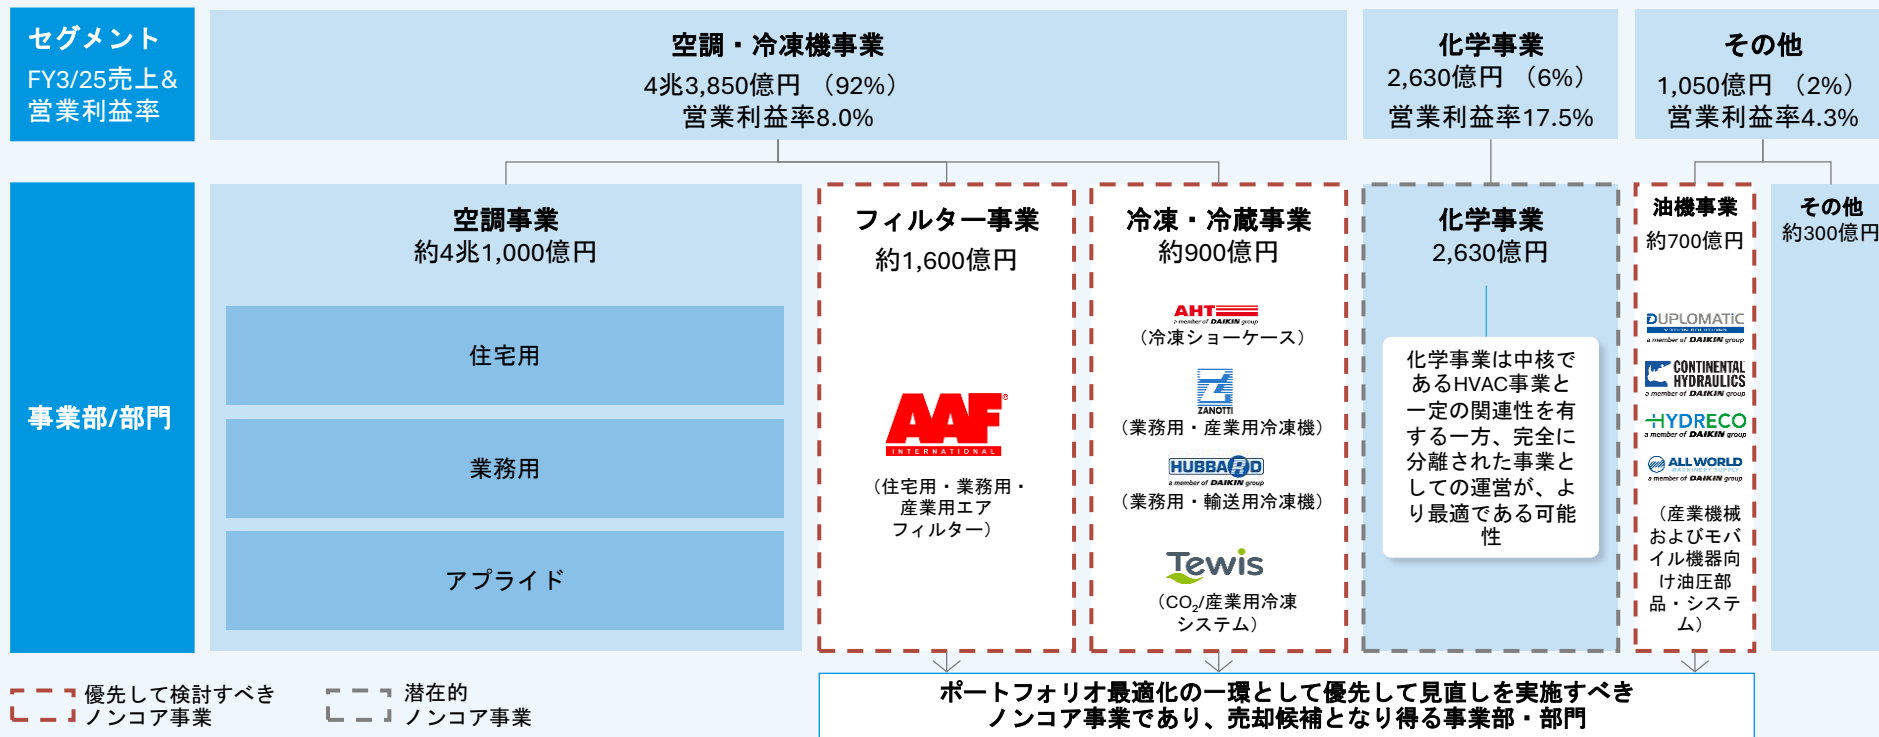 セグメント
FY3/25売上&
営業利益率
空調・冷凍機事業
4兆3,850億円 （92%）
営業利益率8.0%
化学事業
2,630億円 （6%）
営業利益率17.5%
その他
1,050億円 （2%）
営業利益率4.3%
事業部/部門
空調事業
約4兆1,000億円
住宅用
業務用
アプライド
フィルター事業
約1,600億円
AAF®
INTERNATIONAL
（住宅用・業務用・
産業用エア
フィルター）
冷凍・冷蔵事業
約900億円
AHT
a member of DAIKIN group
（冷凍ショーケース）
ZANOTTI
（業務用・産業用冷凍機）
HUBBARD
a member of DAIKIN group
（業務用・輸送用冷凍機）
Tewis
（CO₂/産業用冷凍
システム）
化学事業
2,630億円
化学事業は中核で
あるHVAC事業と
一定の関連性を有
する一方、完全に
分離された事業と
しての運営が、よ
り最適である可能
性
油機事業
約700億円
DUPLOMATIC
MOTION SOLUTIONS
a member of DAIKIN group
CONTINENTAL
HYDRAULICS
a member of DAIKIN group
HYDRECO
a member of DAIKIN group
ALL WORLD
MACHINERY SUPPLY
a member of DAIKIN group
（産業機械
およびモバ
イル機器向
け油圧部
品・システ
ム）
その他
約300億円
優先して検討すべき
ノンコア事業
潜在的
ノンコア事業
ポートフォリオ最適化の一環として優先して見直しを実施すべき
ノンコア事業であり、売却候補となり得る事業部・部門